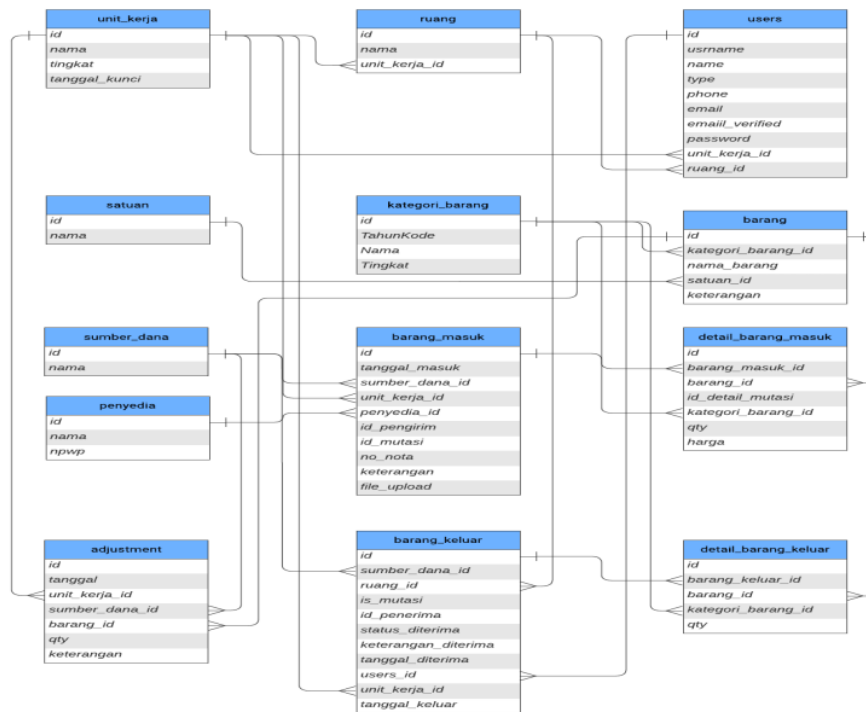 unit_kerja
id
nama
tingkat
tanggal_kunci
ruang
id
nama
unit_kerja_id
users
id
usrname
name
type
phone
email
emaiil_verified
password
unit_kerja_id
ruang_id
satuan
id
nama
kategori_barang
id
TahunKode
Nama
Tingkat
barang
id
kategori_barang_id
nama_barang
satuan_id
keterangan
sumber_dana
id
nama
penyedia
id
nama
npwp
barang_masuk
id
tanggal_masuk
sumber_dana_id
unit_kerja_id
penyedia_id
id_pengirim
id_mutasi
no_nota
keterangan
file_upload
detail_barang_masuk
id
barang_masuk_id
barang_id
id_detail_mutasi
kategori_barang_id
qty
harga
adjustment
id
tanggal
unit_kerja_id
sumber_dana_id
barang_id
qty
keterangan
barang_keluar
id
sumber_dana_id
ruang_id
is_mutasi
id_penerima
status_diterima
keterangan_diterima
tanggal_diterima
users_id
unit_kerja_id
tanggal_keluar
detail_barang_keluar
id
barang_keluar_id
barang_id
kategori_barang_id
qty